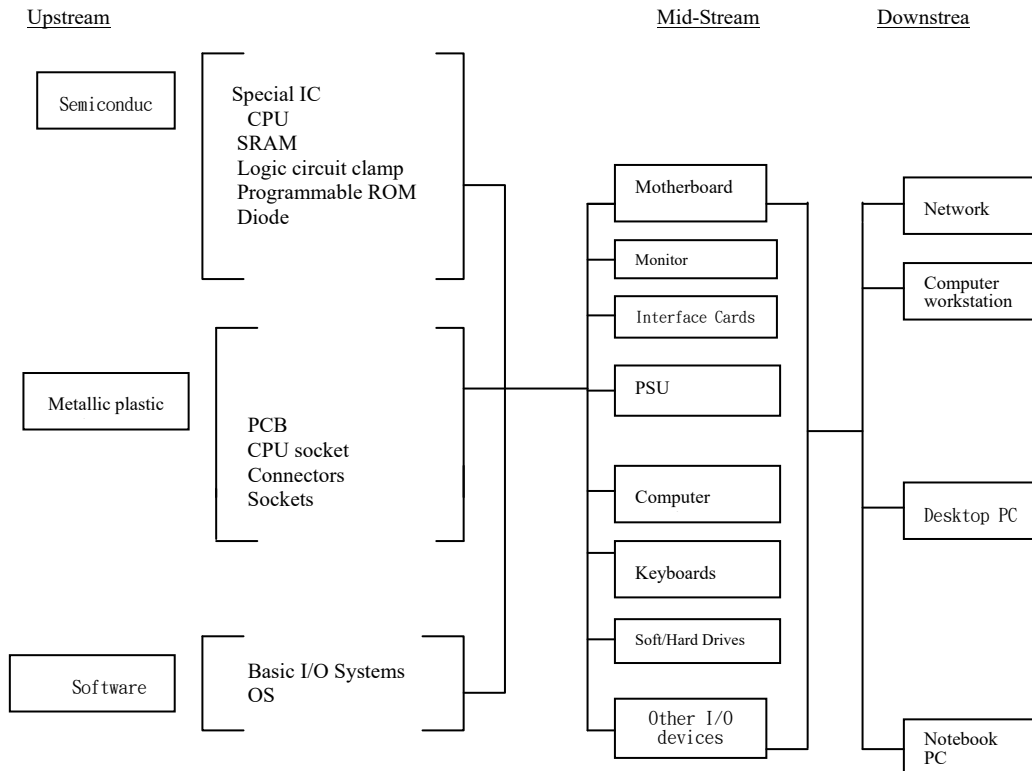 Upstream
Mid-Stream
Downstrea
Semiconduc
Special IC
CPU
SRAM
Logic circuit clamp
Programmable ROM
Diode
Metallic plastic
PCB
CPU socket
Connectors
Sockets
Software
Basic I/O Systems
OS
Motherboard
Monitor
Interface Cards
PSU
Computer
Keyboards
Soft/Hard Drives
Other I/O
devices
Network
Computer
workstation
Desktop PC
Notebook
PC